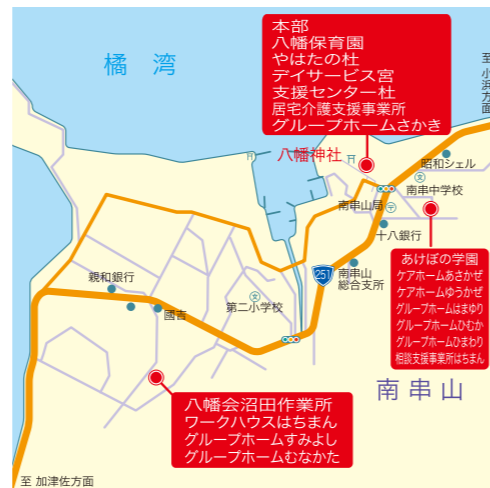 本部
八幡保育園
やはたの杜
デイサービス宮
支援センター杜
居宅介護支援事業所
グループホームさかき
橘湾
至 小浜方面
八幡神社
昭和シェル
文
南串中学校
南串山局
〒
十八銀行
あけぼの学園
ケアホームあさかぜ
ケアホームゆうかぜ
グループホームはまゆり
グループホームひむか
グループホームひまわり
相談支援事業所はちまん
251
南串山
総合支所
親和銀行
國吉
文
第二小学校
南串山
八幡会沼田作業所
ワークハウスはちまん
グループホームすみよし
グループホームむなかた
至 加津佐方面